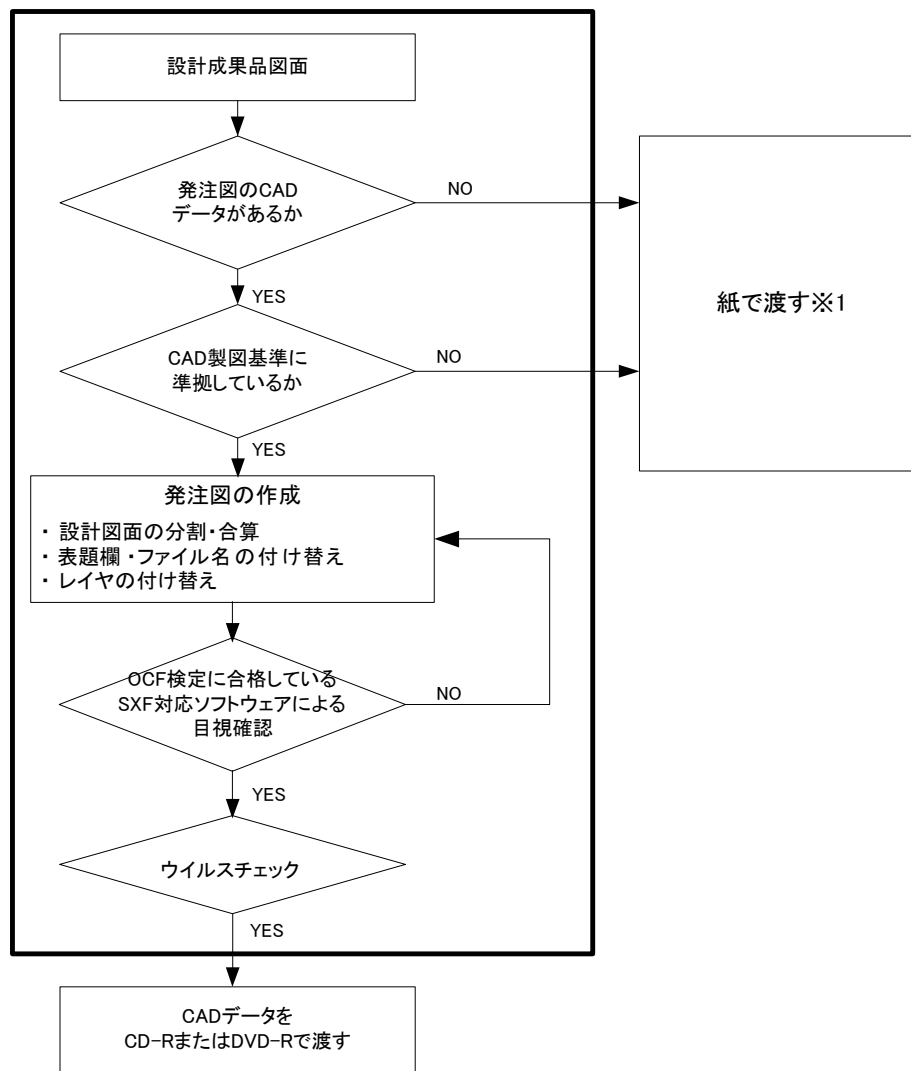 設計成果品図面
発注図のCAD
データがあるか
NO
YES
紙で渡す※1
CAD製図基準に
準拠しているか
NO
YES
発注図の作成
・ 設計図面の分割・合算
・ 表題欄・ファイル名の付け替え
・ レイヤの付け替え
OCF検定に合格している
SXF対応ソフトウェアによる
目視確認
NO
YES
ウイルスチェック
YES
CADデータを
CD-RまたはDVD-Rで渡す